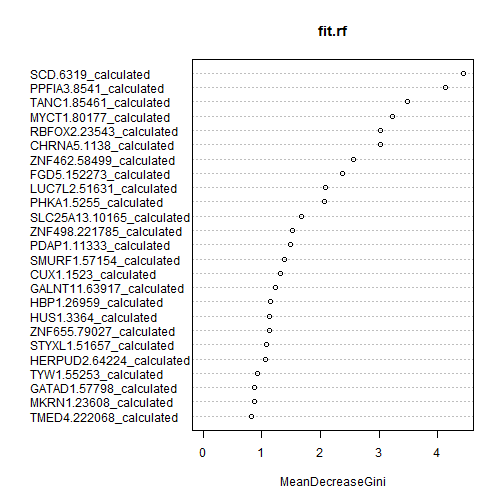 fit.rf
SCD.6319_calculated
PPFIA3.8541_calculated
TANC1.85461_calculated
MYCT1.80177_calculated
RBFOX2.23543_calculated
CHRNA5.1138_calculated
ZNF462.58499_calculated
FGD5.152273_calculated
LUC7L2.51631_calculated
PHKA1.5255_calculated
SLC25A13.10165_calculated
ZNF498.221785_calculated
PDAP1.11333_calculated
SMURF1.57154_calculated
CUX1.1523_calculated
GALNT11.63917_calculated
HBP1.26959_calculated
HUS1.3364_calculated
ZNF655.79027_calculated
STYXL1.51657_calculated
HERPUD2.64224_calculated
TYW1.55253_calculated
GATAD1.57798_calculated
MKRN1.23608_calculated
TMED4.222068_calculated
0 1 2 3 4
MeanDecreaseGini